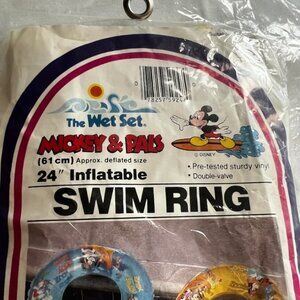 The Wet Set.
MICKEY & PALS
© DISNEY
(61 cm) Approx. deflated size
24" Inflatable
• Pre-tested sturdy vinyl
• Double-valve
SWIM RING